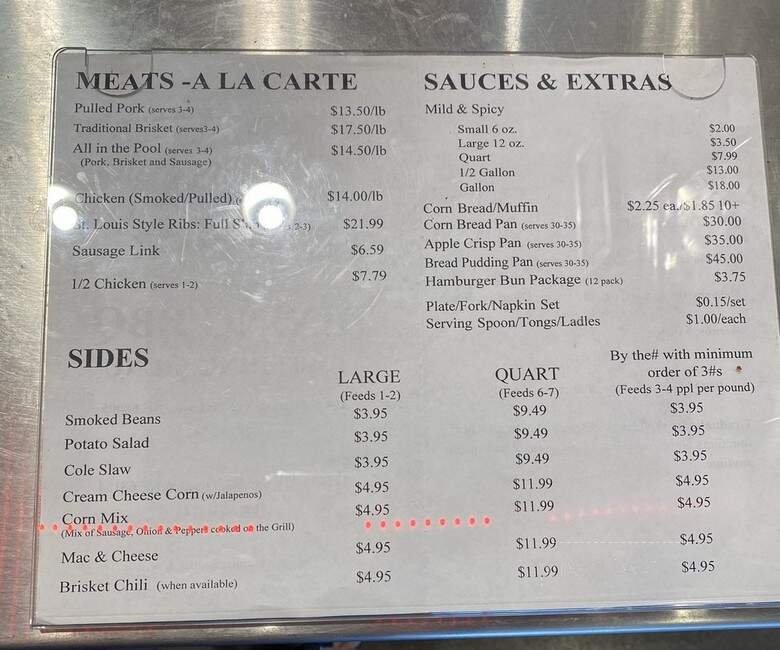 MEATS -A LA CARTE
Pulled Pork (serves 3-4) $13.50/lb
Traditional Brisket (serves3-4) $17.50/lb
All in the Pool (serves 3-4) $14.50/lb
(Pork, Brisket and Sausage)
Chicken (Smoked/Pulled) $14.00/lb
St. Louis Style Ribs: Full 2-3) $21.99
Sausage Link $6.59
1/2 Chicken (serves 1-2) $7.79
SAUCES & EXTRAS
Mild & Spicy
Small 6 oz. $2.00
Large 12 oz. $3.50
Quart $7.99
1/2 Gallon $13.00
Gallon $18.00
Corn Bread/Muffin $2.25 ea./$1.85 10+
Corn Bread Pan (serves 30-35) $30.00
Apple Crisp Pan (serves 30-35) $35.00
Bread Pudding Pan (serves 30-35) $45.00
Hamburger Bun Package (12 pack) $3.75
Plate/Fork/Napkin Set $0.15/set
Serving Spoon/Tongs/Ladles $1.00/each
SIDES
LARGE QUART By the# with minimum
order of 3#s
(Feeds 1-2) (Feeds 6-7) (Feeds 3-4 ppl per pound)
Smoked Beans $3.95 $9.49 $3.95
Potato Salad $3.95 $9.49 $3.95
Cole Slaw $3.95 $9.49 $3.95
Cream Cheese Corn (w/Jalapenos) $4.95 $11.99 $4.95
Corn Mix $4.95 $11.99 $4.95
(Mix of Sausage, Onion & Peppers cooked on the Grill)
Mac & Cheese $4.95 $11.99 $4.95
Brisket Chili (when available) $4.95 $11.99 $4.95